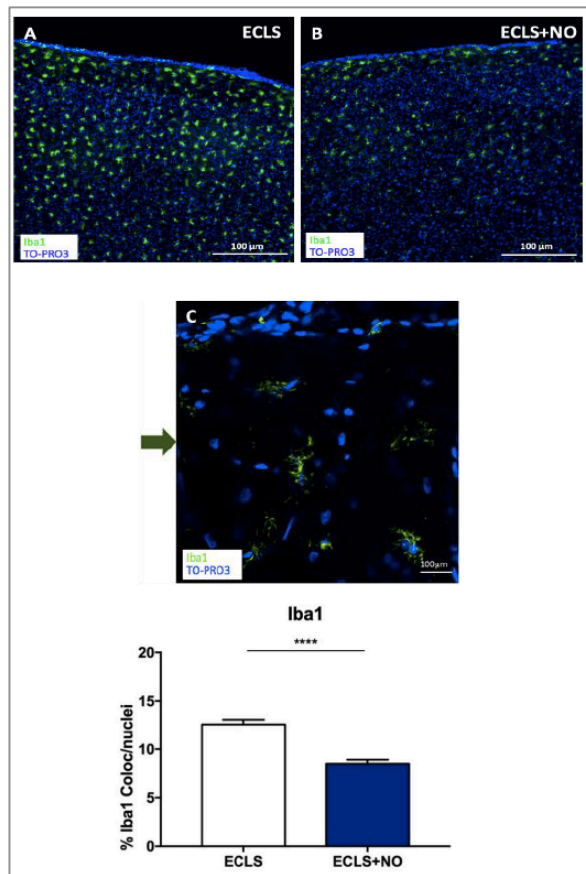 A
ECLS
B
ECLS+NO
Iba1
TO-PRO3
100 µm
Iba1
TO-PRO3
100 µm
C
Iba1
TO-PRO3
100µm
Iba1
****
20
15
10
5
0
% Iba1 Coloc/nuclei
ECLS
ECLS+NO